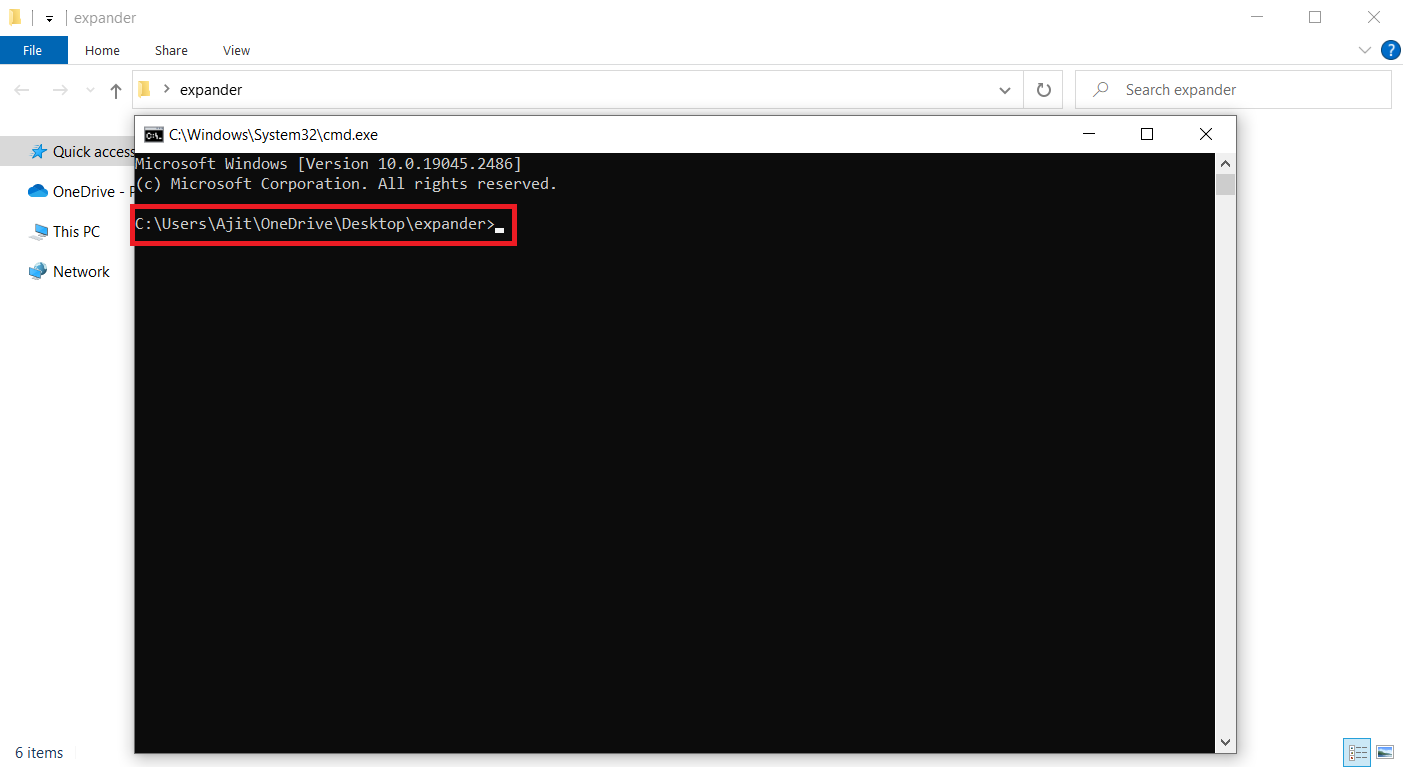 expander
File Home Share View
?
expander
Search expander
C:\Windows\System32\cmd.exe
Microsoft Windows [Version 10.0.19045.2486]
(c) Microsoft Corporation. All rights reserved.
C:\Users\Ajit\OneDrive\Desktop\expander>
Quick access
OneDrive -
This PC
Network
6 items